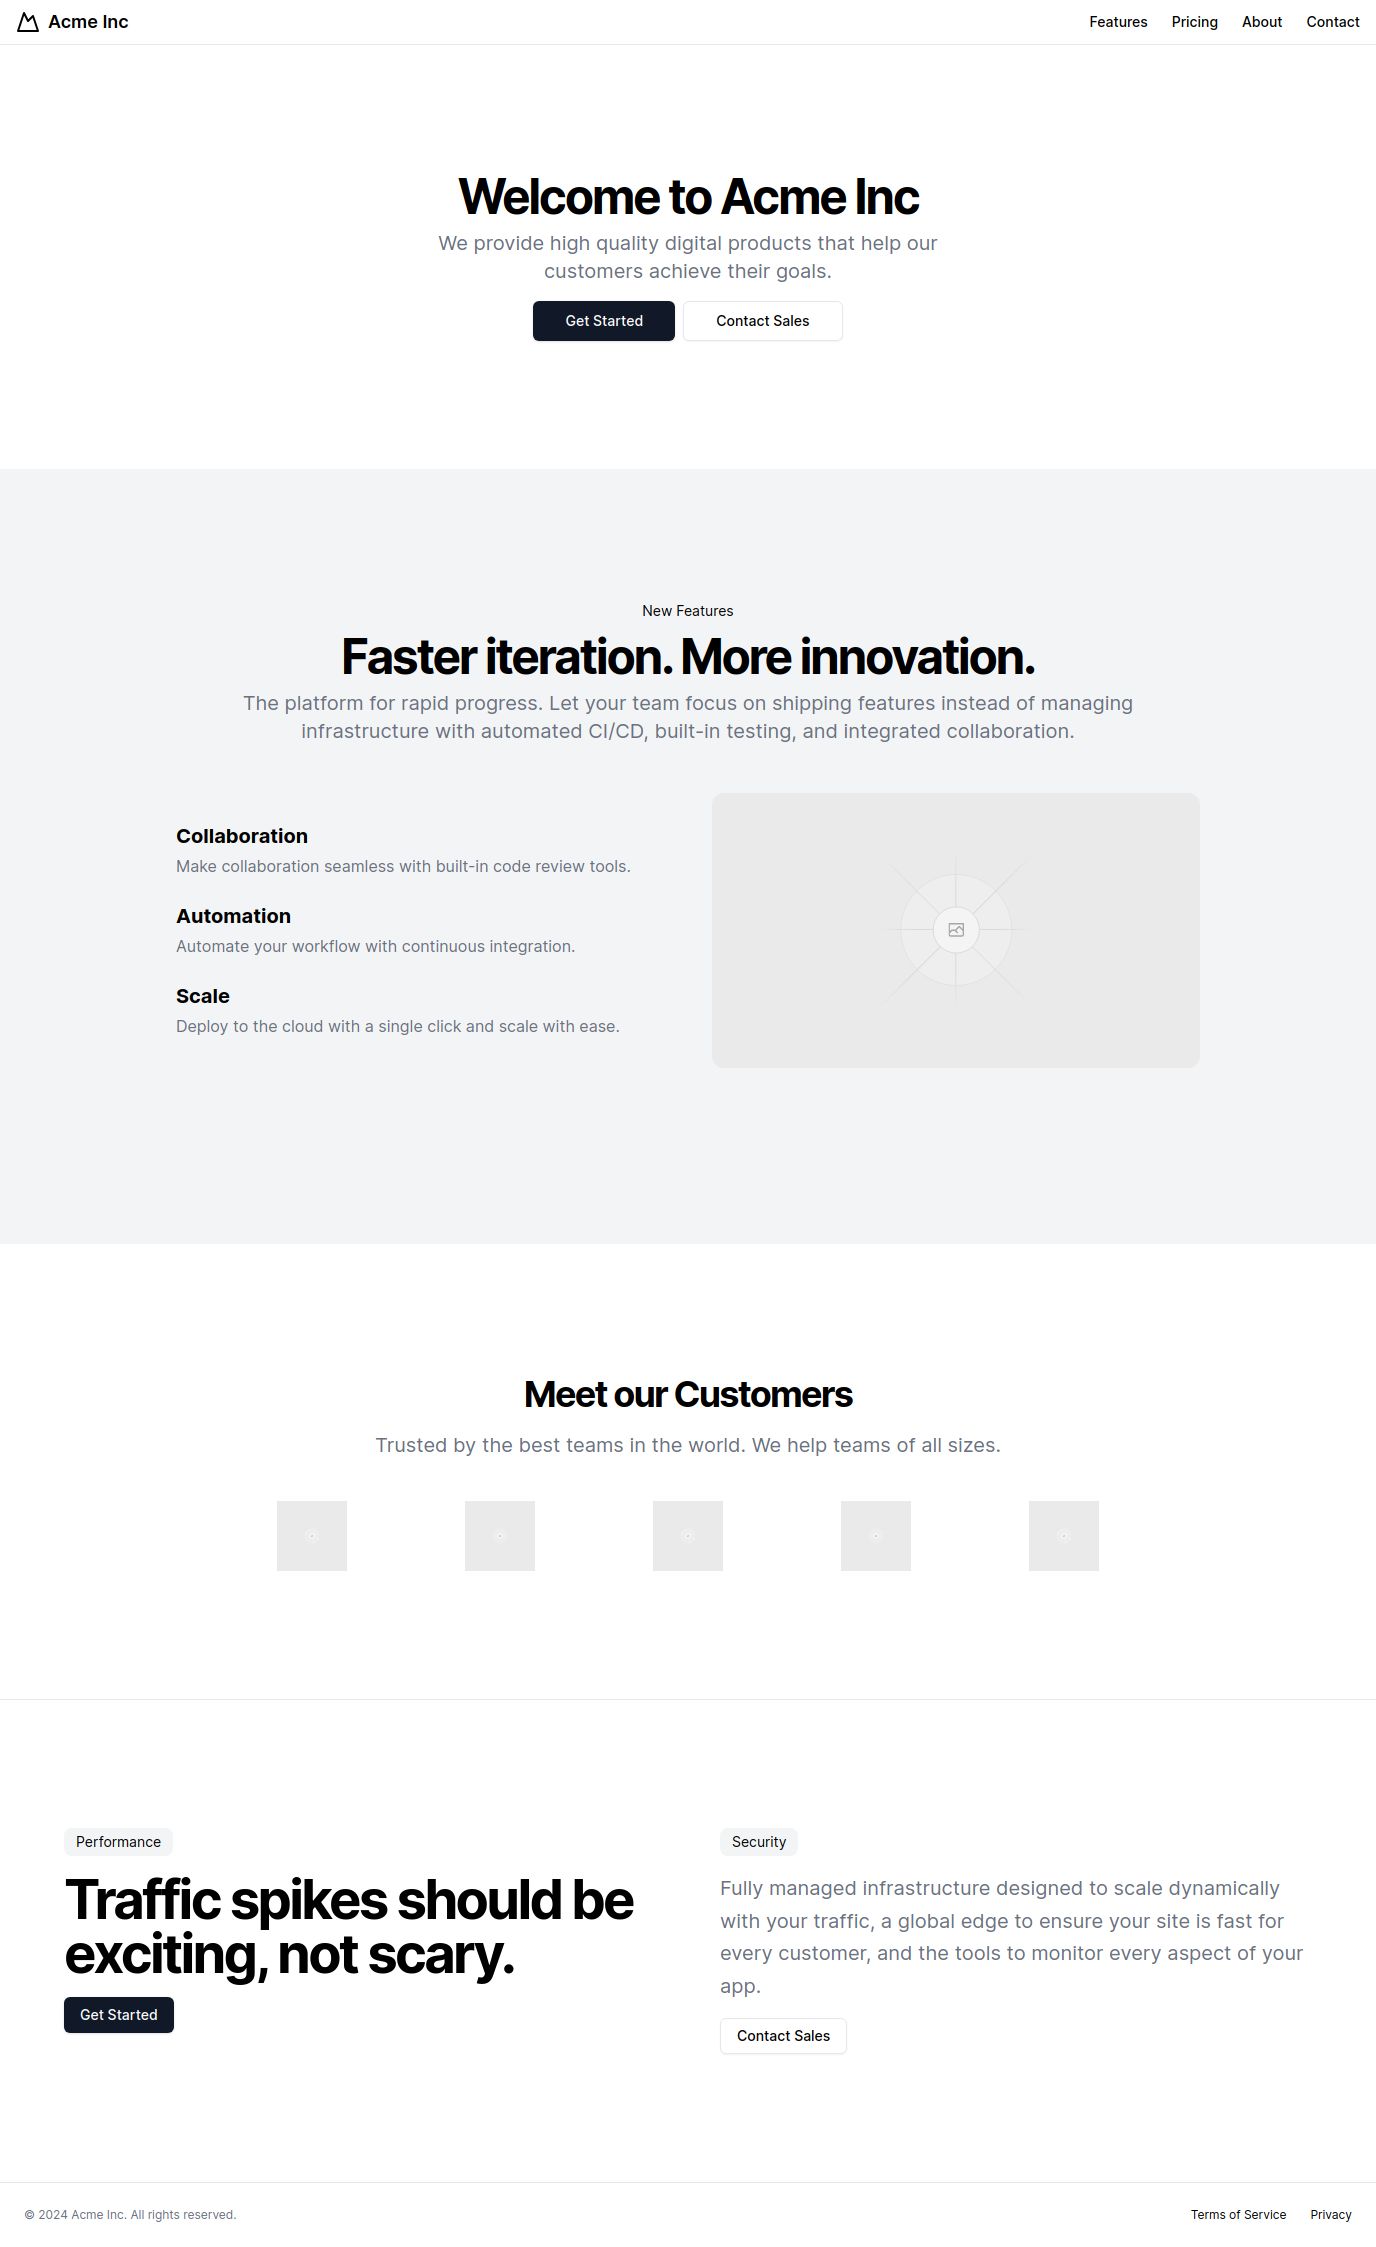 Acme Inc
Features Pricing About Contact
Welcome to Acme Inc
We provide high quality digital products that help our
customers achieve their goals.
Get Started Contact Sales
New Features
Faster iteration. More innovation.
The platform for rapid progress. Let your team focus on shipping features instead of managing
infrastructure with automated CI/CD, built-in testing, and integrated collaboration.
Collaboration
Make collaboration seamless with built-in code review tools.
Automation
Automate your workflow with continuous integration.
Scale
Deploy to the cloud with a single click and scale with ease.
Meet our Customers
Trusted by the best teams in the world. We help teams of all sizes.
Performance
Traffic spikes should be
exciting, not scary.
Get Started
Security
Fully managed infrastructure designed to scale dynamically
with your traffic, a global edge to ensure your site is fast for
every customer, and the tools to monitor every aspect of your
app.
Contact Sales
© 2024 Acme Inc. All rights reserved.
Terms of Service Privacy